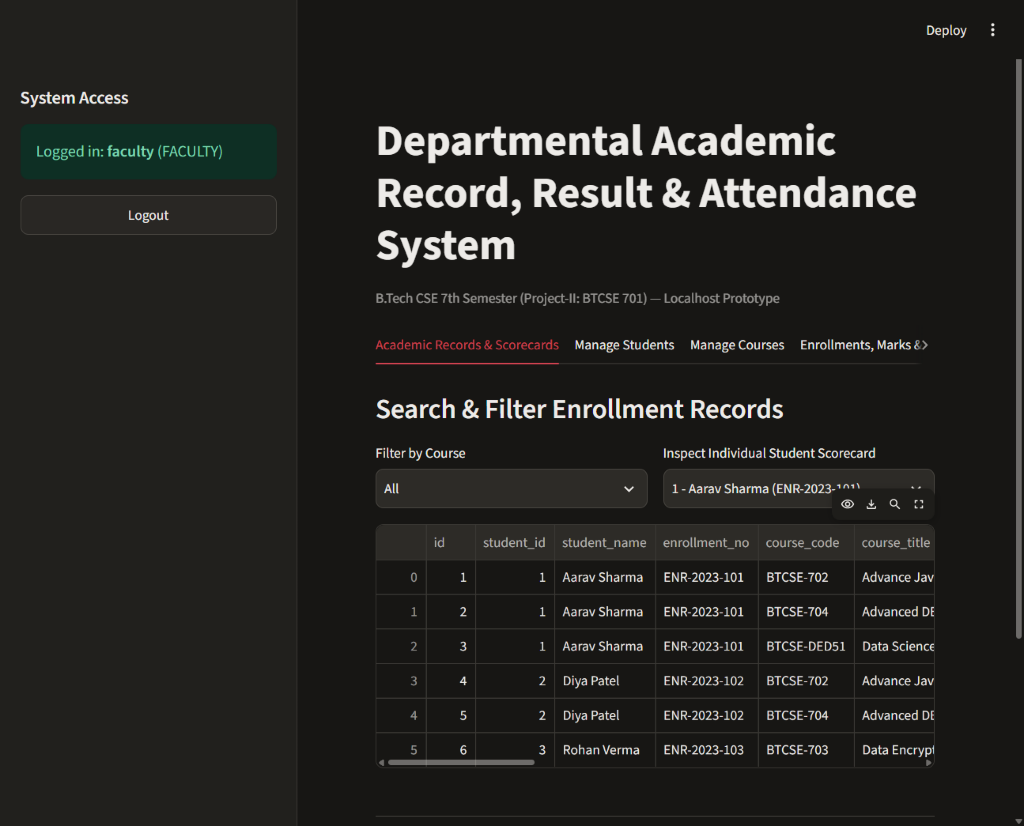 Deploy
System Access
Logged in: faculty (FACULTY)
Logout
Departmental Academic
Record, Result & Attendance
System
B.Tech CSE 7th Semester (Project-II: BTCSE 701) — Localhost Prototype
Academic Records & Scorecards Manage Students Manage Courses Enrollments, Marks &
Search & Filter Enrollment Records
Filter by Course Inspect Individual Student Scorecard
All 1 - Aarav Sharma (ENR-2023-101)
id student_id student_name enrollment_no course_code course_title
0 1 1 Aarav Sharma ENR-2023-101 BTCSE-702 Advance Jav
1 2 1 Aarav Sharma ENR-2023-101 BTCSE-704 Advanced DB
2 3 1 Aarav Sharma ENR-2023-101 BTCSE-DED51 Data Science
3 4 2 Diya Patel ENR-2023-102 BTCSE-702 Advance Jav
4 5 2 Diya Patel ENR-2023-102 BTCSE-704 Advanced DB
5 6 3 Rohan Verma ENR-2023-103 BTCSE-703 Data Encrypt